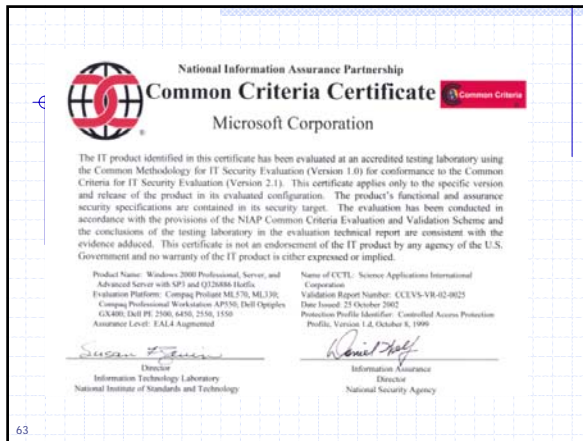 National Information Assurance Partnership
Common Criteria Certificate
Common Criteria
®
Microsoft Corporation
The IT product identified in this certificate has been evaluated at an accredited testing laboratory using
the Common Methodology for IT Security Evaluation (Version 1.0) for conformance to the Common
Criteria for IT Security Evaluation (Version 2.1). This certificate applies only to the specific version
and release of the product in its evaluated configuration. The product's functional and assurance
security specifications are contained in its security target. The evaluation has been conducted in
accordance with the provisions of the NIAP Common Criteria Evaluation and Validation Scheme and
the conclusions of the testing laboratory in the evaluation technical report are consistent with the
evidence adduced. This certificate is not an endorsement of the IT product by any agency of the U.S.
Government and no warranty of the IT product is either expressed or implied.
Product Name: Windows 2000 Professional, Server, and
Advanced Server with SP3 and Q326886 Hotfix
Evaluation Platform: Compaq Proliant ML570, ML330;
Compaq Professional Workstation AP550; Dell Optiplex
GX400; Dell PE 2500, 6450, 2550, 1550
Assurance Level: EAL4 Augmented
Name of CCTL: Science Applications International
Corporation
Validation Report Number: CCEVS-VR-02-0025
Date Issued: 25 October 2002
Protection Profile Identifier: Controlled Access Protection
Profile, Version 1.d, October 8, 1999
Director
Information Technology Laboratory
National Institute of Standards and Technology
Information Assurance
Director
National Security Agency
63